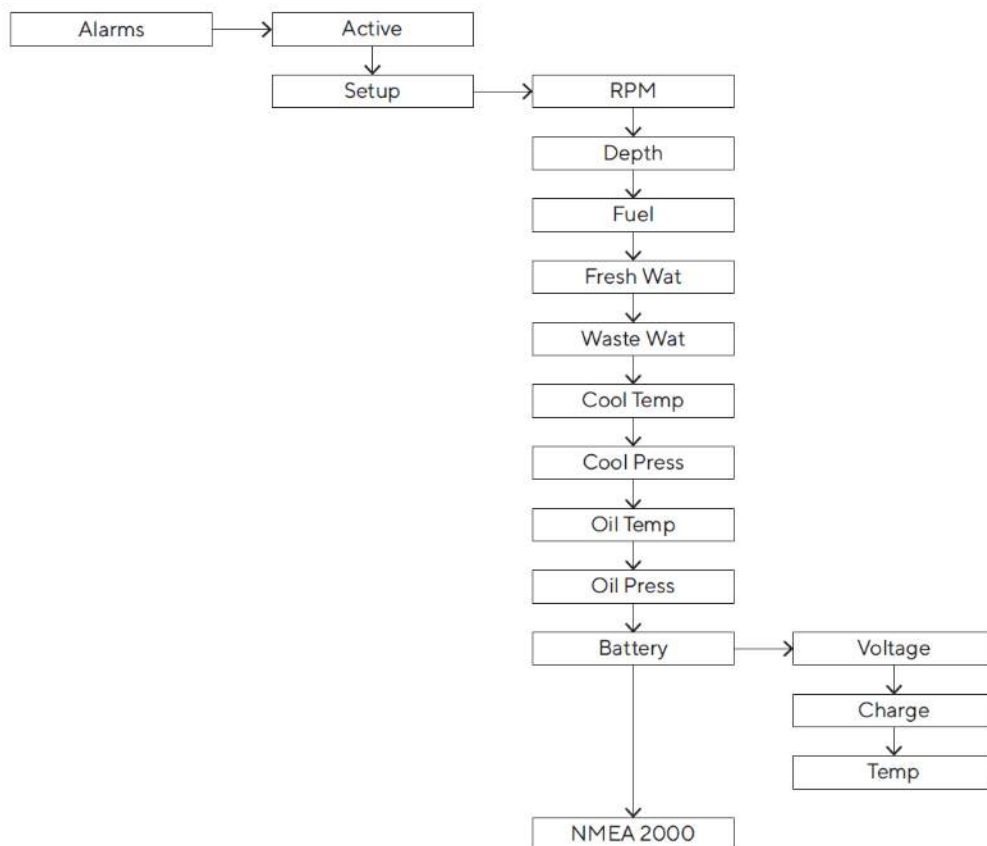 Alarms
Active
Setup
RPM
Depth
Fuel
Fresh Wat
Waste Wat
Cool Temp
Cool Press
Oil Temp
Oil Press
Battery
Voltage
Charge
Temp
NMEA 2000